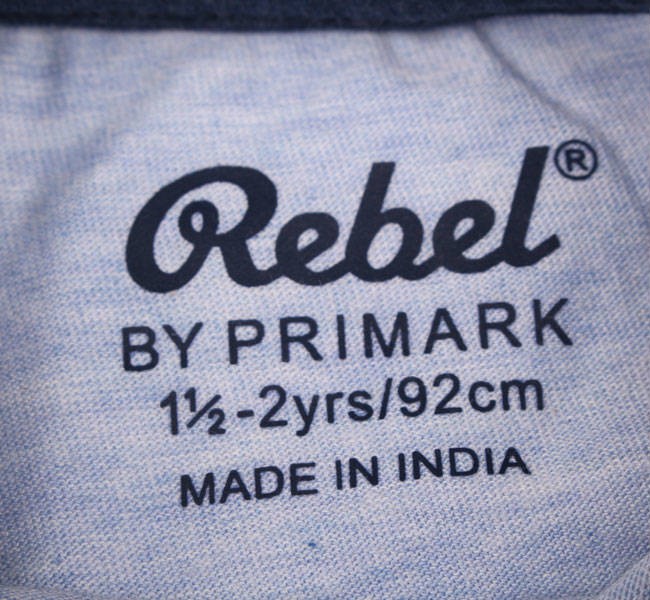 Rebel®
BY PRIMARK
1½-2yrs/92cm
MADE IN INDIA